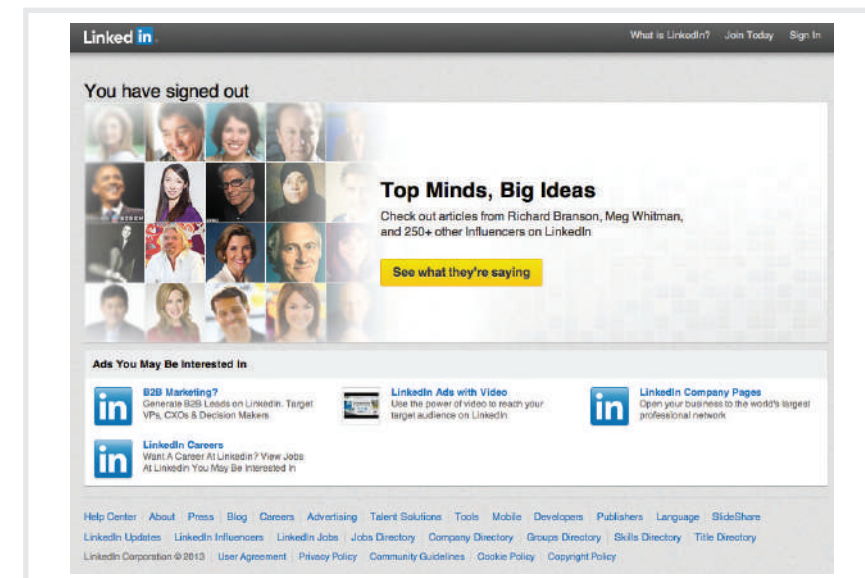 Linked in
What is LinkedIn? Join Today Sign In
You have signed out
Top Minds, Big Ideas
Check out articles from Richard Branson, Meg Whitman,
and 250+ other Influencers on LinkedIn
See what they're saying
Ads You May Be Interested In
B2B Marketing?
Generate B2B Leads on LinkedIn. Target
VPs, CXOs & Decision Makers
LinkedIn Ads with Video
Use the power of video to reach your
target audience on LinkedIn
LinkedIn Company Pages
Open your business to the world's largest
professional network
LinkedIn Careers
Want A Career At LinkedIn? View Jobs
At LinkedIn You May Be Interested In
Help Center About Press Blog Careers Advertising Talent Solutions Tools Mobile Developers Publishers Language SlideShare
LinkedIn Updates LinkedIn Influencers LinkedIn Jobs Jobs Directory Company Directory Groups Directory Skills Directory Title Directory
LinkedIn Corporation © 2013 User Agreement Privacy Policy Community Guidelines Cookie Policy Copyright Policy